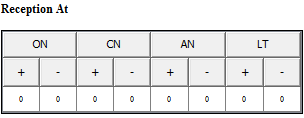 Reception At
ON CN AN LT
+ - + - + - + -
0 0 0 0 0 0 0 0